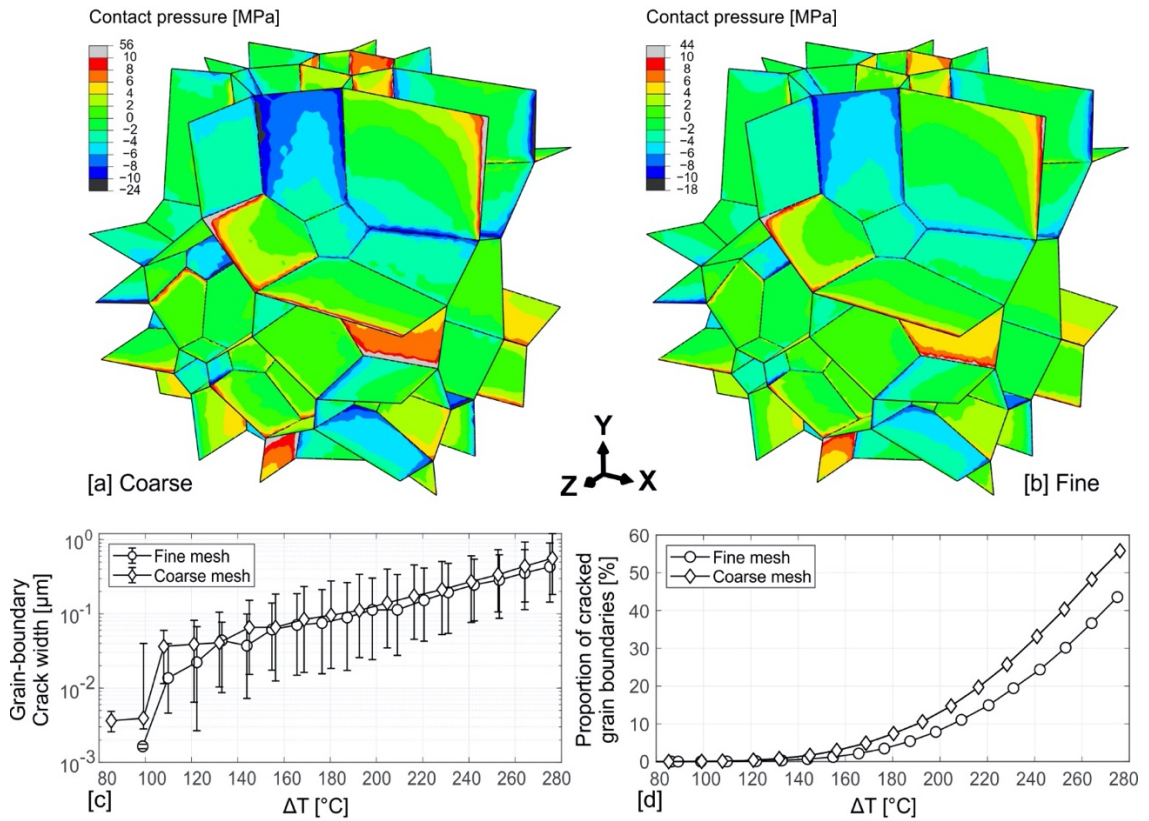 Contact pressure [MPa]
56
10
8
6
4
2
0
−2
−4
−6
−8
−10
−24
[a] Coarse
Contact pressure [MPa]
44
10
8
6
4
2
0
−2
−4
−6
−8
−10
−18
[b] Fine
Y
Z
X
Fine mesh
Coarse mesh
Grain-boundary
Crack width [µm]
10⁰
10⁻¹
10⁻²
10⁻³
80 100 120 140 160 180 200 220 240 260 280
[c]
ΔT [°C]
Fine mesh
Coarse mesh
Proportion of cracked
grain boundaries [%]
60
50
40
30
20
10
0
80 100 120 140 160 180 200 220 240 260 280
[d]
ΔT [°C]